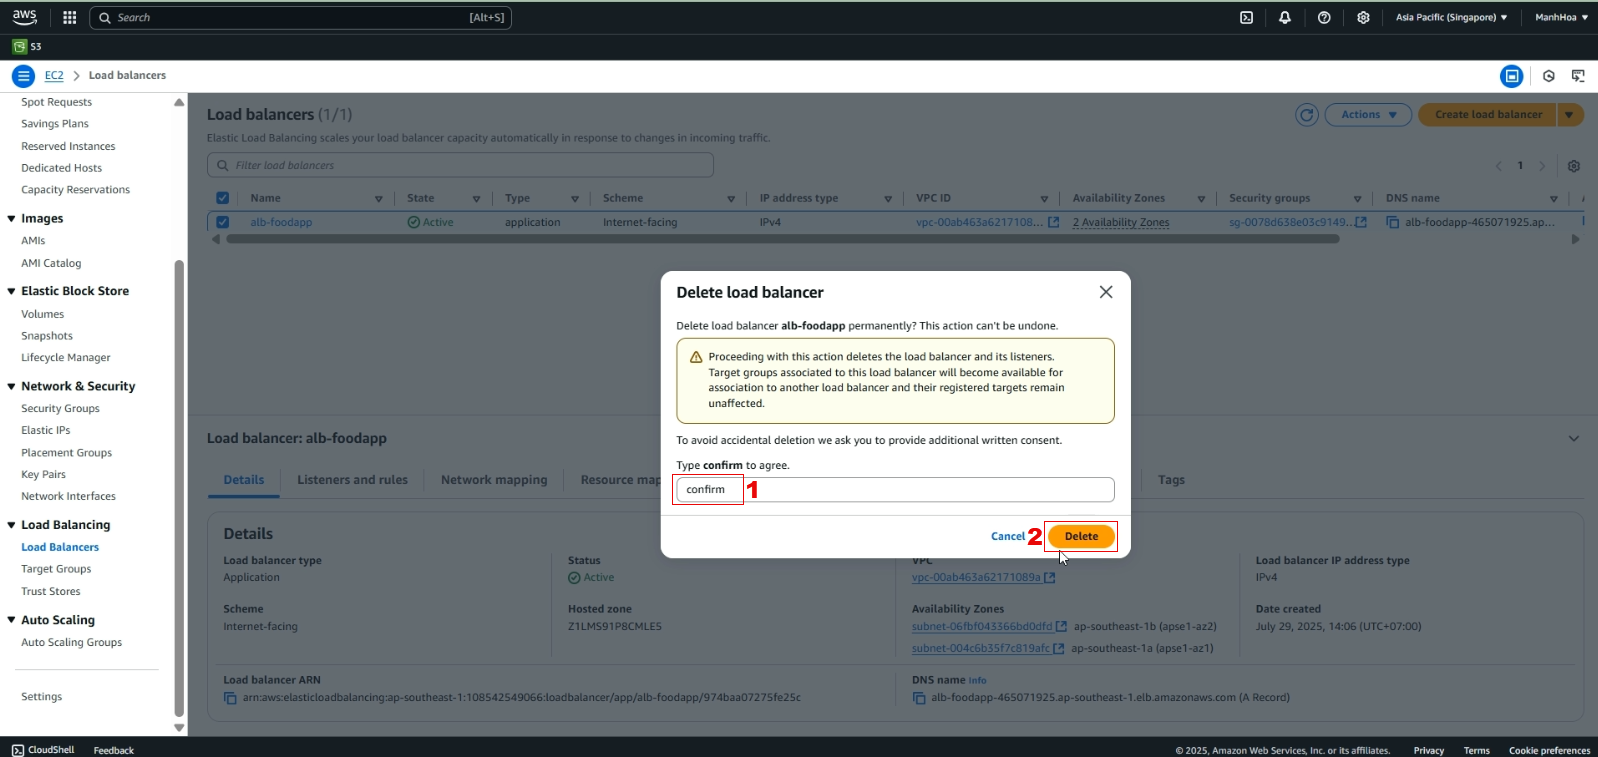 aws
Search
[Alt+S]
Asia Pacific (Singapore)
ManhHoa
S3
EC2 > Load balancers
Spot Requests
Savings Plans
Reserved Instances
Dedicated Hosts
Capacity Reservations
Images
AMIs
AMI Catalog
Elastic Block Store
Volumes
Snapshots
Lifecycle Manager
Network & Security
Security Groups
Elastic IPs
Placement Groups
Key Pairs
Network Interfaces
Load Balancing
Load Balancers
Target Groups
Trust Stores
Auto Scaling
Auto Scaling Groups
Settings
Load balancers (1/1)
Actions
Create load balancer
Elastic Load Balancing scales your load balancer capacity automatically in response to changes in incoming traffic.
Filter load balancers
1
Name State Type Scheme IP address type VPC ID Availability Zones Security groups DNS name
alb-foodapp Active application Internet-facing IPv4 vpc-00ab463a6217108... 2 Availability Zones sg-0078d638e03c9149... alb-foodapp-465071925.ap...
Delete load balancer
Delete load balancer alb-foodapp permanently? This action can't be undone.
Proceeding with this action deletes the load balancer and its listeners.
Target groups associated to this load balancer will become available for
association to another load balancer and their registered targets remain
unaffected.
To avoid accidental deletion we ask you to provide additional written consent.
Type confirm to agree.
confirm 1
Cancel 2 Delete
Load balancer: alb-foodapp
Details Listeners and rules Network mapping Resource map Tags
Details
Load balancer type
Application
Status
Active
VPC
vpc-00ab463a62171089a
Load balancer IP address type
IPv4
Scheme
Internet-facing
Hosted zone
Z1LMS91P8CMLE5
Availability Zones
subnet-06fbf043366bd0dfd ap-southeast-1b (apse1-az2)
subnet-004c6b35f7c819afc ap-southeast-1a (apse1-az1)
Date created
July 29, 2025, 14:06 (UTC+07:00)
Load balancer ARN
arn:aws:elasticloadbalancing:ap-southeast-1:108542549066:loadbalancer/app/alb-foodapp/974baa07275fe25c
DNS name Info
alb-foodapp-465071925.ap-southeast-1.elb.amazonaws.com (A Record)
CloudShell Feedback
© 2025, Amazon Web Services, Inc. or its affiliates. Privacy Terms Cookie preferences